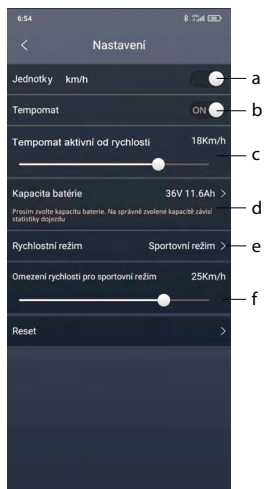 6:54
Nastavení
Jednotky km/h
a
Tempomat ON
b
Tempomat aktivní od rychlosti 18Km/h
c
Kapacita batérie 36V 11.6Ah
Prosím zvolte kapacitu baterie. Na správně zvolené kapacitě závisí
statistiky dojezdu
d
Rychlostní režim Sportovní režim
e
Omezení rychlosti pro sportovní režim 25Km/h
f
Reset